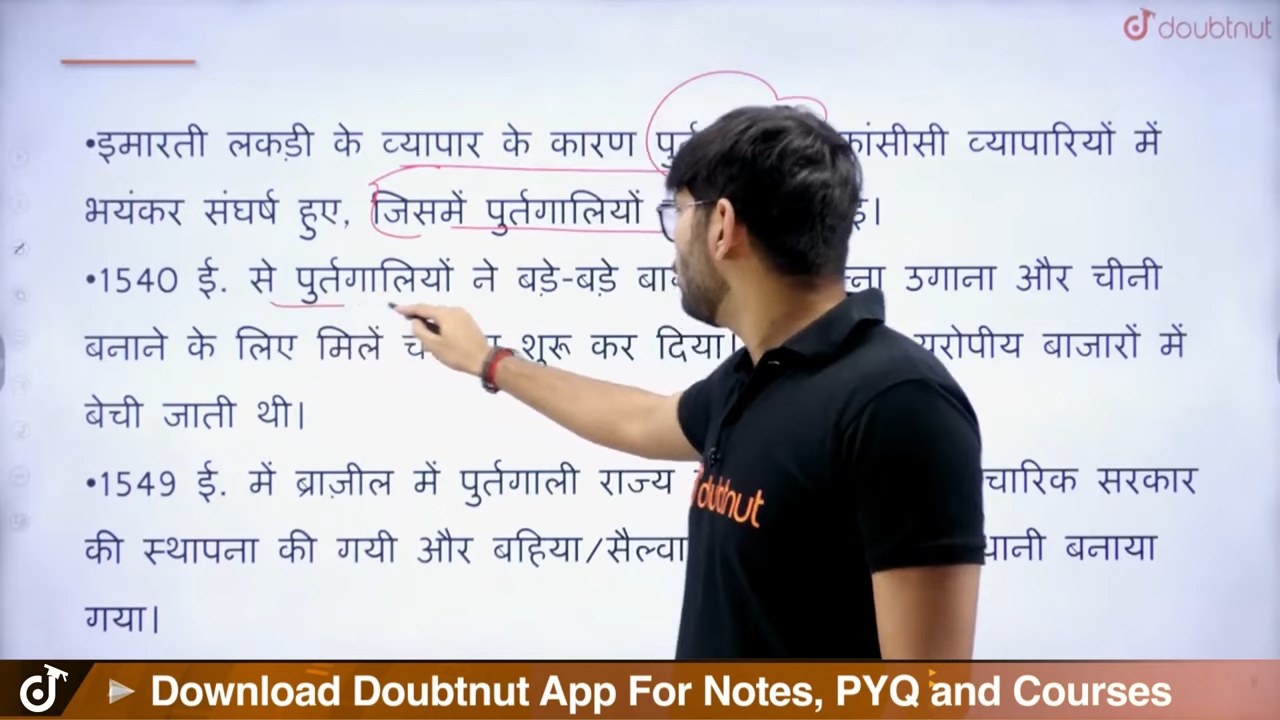 doubtnut
•इमारती लकड़ी के व्यापार के कारण व्यापारियों में
भयंकर संघर्ष हुए, जिसमें पुर्तगालियों
•1540 ई. से पुर्तगालियों ने बड़े-बड़े उगाना और चीनी
बनाने के लिए मिलें शुरू कर दिया। बाजारों में
बेची जाती थी।
•1549 ई. में ब्राज़ील में पुर्तगाली राज्य सरकार
की स्थापना की गयी और बहिया/ बनाया
गया।
doubtnut
Download Doubtnut App For Notes, PYQ and Courses